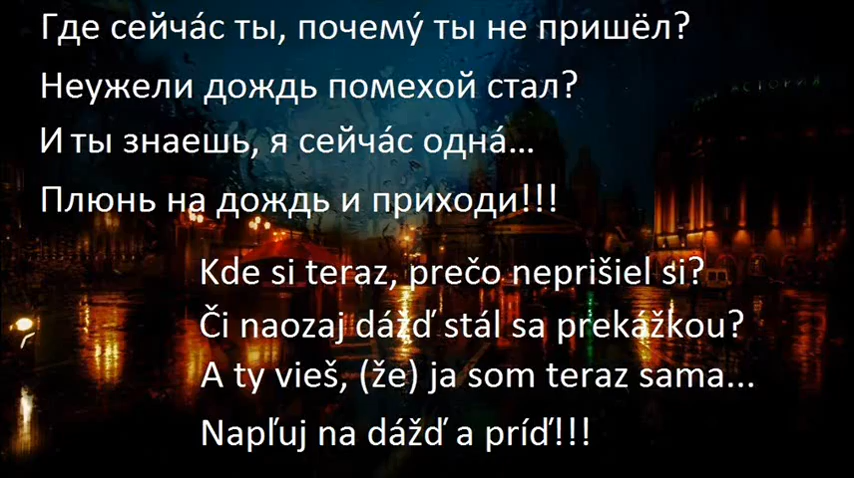 Где сейча́с ты, почему́ ты не пришёл?
Неужели дождь помехой стал?
И ты знаешь, я сейча́с одна́...
Плюнь на дождь и приходи!!!
Kde si teraz, prečo neprišiel si?
Či naozaj dážď stál sa prekážkou?
A ty vieš, (že) ja som teraz sama...
Napľuj na dážď a príď!!!